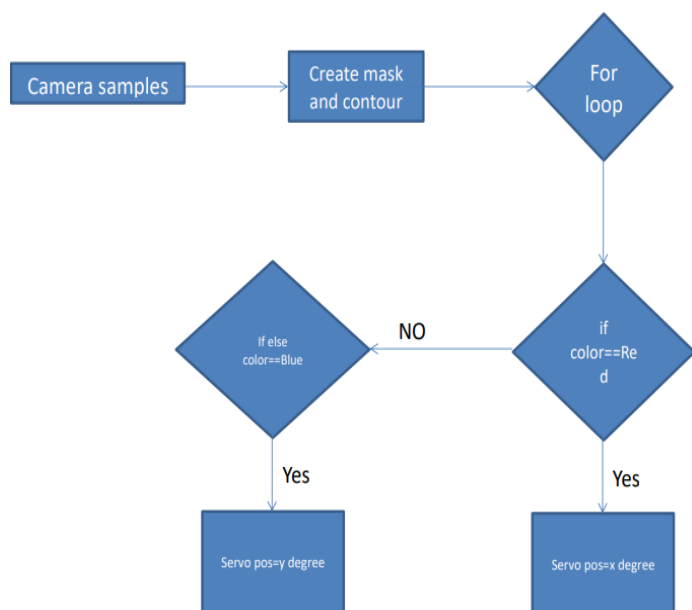 Camera samples
Create mask
and contour
For
loop
if
color==Re
d
NO
If else
color==Blue
Yes
Yes
Servo pos=y degree
Servo pos=x degree